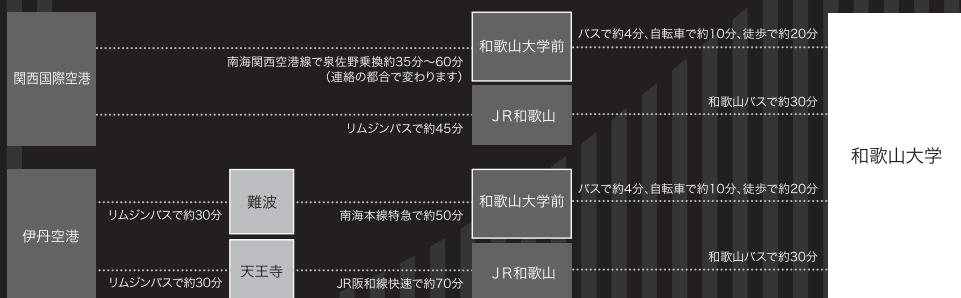 関西国際空港
南海関西空港線で泉佐野乗換約35分～60分
（連絡の都合で変わります）
和歌山大学前
バスで約4分、自転車で約10分、徒歩で約20分
リムジンバスで約45分
JR和歌山
和歌山バスで約30分
和歌山大学
伊丹空港
リムジンバスで約30分
難波
南海本線特急で約50分
和歌山大学前
バスで約4分、自転車で約10分、徒歩で約20分
リムジンバスで約30分
天王寺
JR阪和線快速で約70分
JR和歌山
和歌山バスで約30分